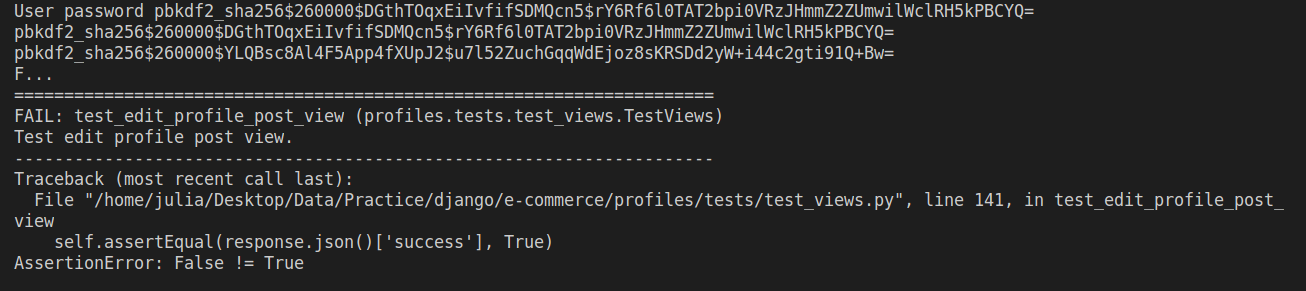 User password pbkdf2_sha256$260000$DGthTOqxEiIvfifSDMQcn5$rY6Rf6l0TAT2bpi0VRzJHmmZ2ZUmwilWclRH5kPBCYQ=
pbkdf2_sha256$260000$DGthTOqxEiIvfifSDMQcn5$rY6Rf6l0TAT2bpi0VRzJHmmZ2ZUmwilWclRH5kPBCYQ=
pbkdf2_sha256$260000$YLQBsc8Al4F5App4fXUpJ2$u7l52ZuchGqqWdEjoz8sKRSDd2yW+i44c2gti91Q+Bw=
F...
======================================================================
FAIL: test_edit_profile_post_view (profiles.tests.test_views.TestViews)
Test edit profile post view.
----------------------------------------------------------------------
Traceback (most recent call last):
  File "/home/julia/Desktop/Data/Practice/django/e-commerce/profiles/tests/test_views.py", line 141, in test_edit_profile_post_
view
    self.assertEqual(response.json()['success'], True)
AssertionError: False != True